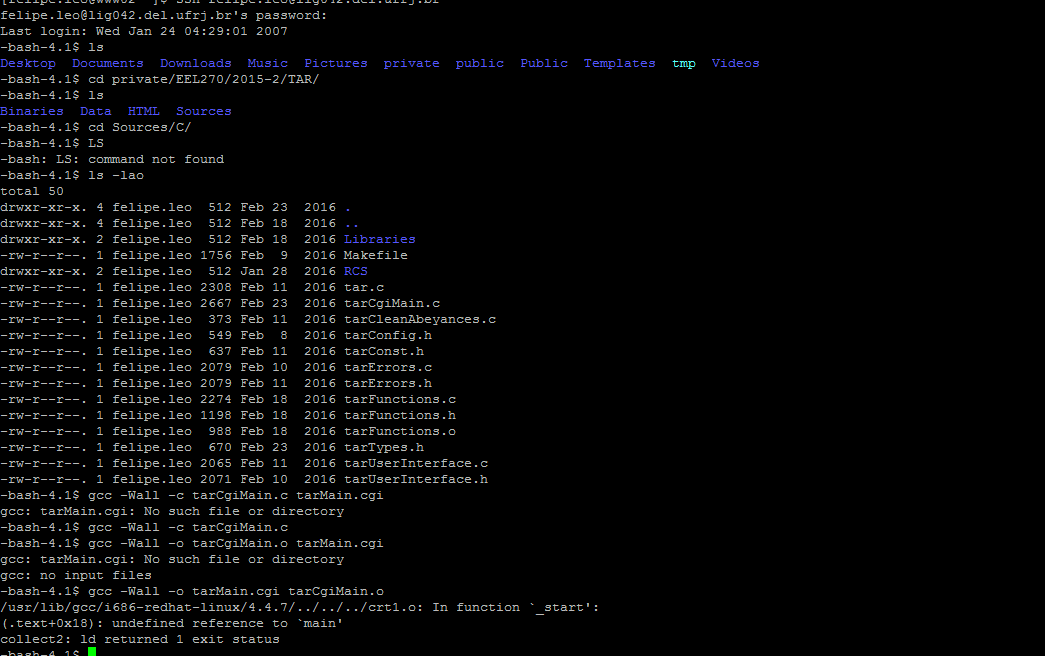 [felipe.leo@www02 ~]$ ssh felipe.leo@lig042.del.ufrj.br
felipe.leo@lig042.del.ufrj.br's password:
Last login: Wed Jan 24 04:29:01 2007
-bash-4.1$ ls
Desktop  Documents  Downloads  Music  Pictures  private  public  Public  Templates  tmp  Videos
-bash-4.1$ cd private/EEL270/2015-2/TAR/
-bash-4.1$ ls
Binaries  Data  HTML  Sources
-bash-4.1$ cd Sources/C/
-bash-4.1$ LS
-bash: LS: command not found
-bash-4.1$ ls -lao
total 50
drwxr-xr-x. 4 felipe.leo  512 Feb 23  2016 .
drwxr-xr-x. 4 felipe.leo  512 Feb 18  2016 ..
drwxr-xr-x. 2 felipe.leo  512 Feb 18  2016 Libraries
-rw-r--r--. 1 felipe.leo 1756 Feb  9  2016 Makefile
drwxr-xr-x. 2 felipe.leo  512 Jan 28  2016 RCS
-rw-r--r--. 1 felipe.leo 2308 Feb 11  2016 tar.c
-rw-r--r--. 1 felipe.leo 2667 Feb 23  2016 tarCgiMain.c
-rw-r--r--. 1 felipe.leo  373 Feb 11  2016 tarCleanAbeyances.c
-rw-r--r--. 1 felipe.leo  549 Feb  8  2016 tarConfig.h
-rw-r--r--. 1 felipe.leo  637 Feb 11  2016 tarConst.h
-rw-r--r--. 1 felipe.leo 2079 Feb 10  2016 tarErrors.c
-rw-r--r--. 1 felipe.leo 2079 Feb 11  2016 tarErrors.h
-rw-r--r--. 1 felipe.leo 2274 Feb 18  2016 tarFunctions.c
-rw-r--r--. 1 felipe.leo 1198 Feb 18  2016 tarFunctions.h
-rw-r--r--. 1 felipe.leo  988 Feb 18  2016 tarFunctions.o
-rw-r--r--. 1 felipe.leo  670 Feb 23  2016 tarTypes.h
-rw-r--r--. 1 felipe.leo 2065 Feb 11  2016 tarUserInterface.c
-rw-r--r--. 1 felipe.leo 2071 Feb 10  2016 tarUserInterface.h
-bash-4.1$ gcc -Wall -c tarCgiMain.c tarMain.cgi
gcc: tarMain.cgi: No such file or directory
-bash-4.1$ gcc -Wall -c tarCgiMain.c
-bash-4.1$ gcc -Wall -o tarCgiMain.o tarMain.cgi
gcc: tarMain.cgi: No such file or directory
gcc: no input files
-bash-4.1$ gcc -Wall -o tarMain.cgi tarCgiMain.o
/usr/lib/gcc/i686-redhat-linux/4.4.7/../../../crt1.o: In function `_start':
(.text+0x18): undefined reference to `main'
collect2: ld returned 1 exit status
-bash-4.1$